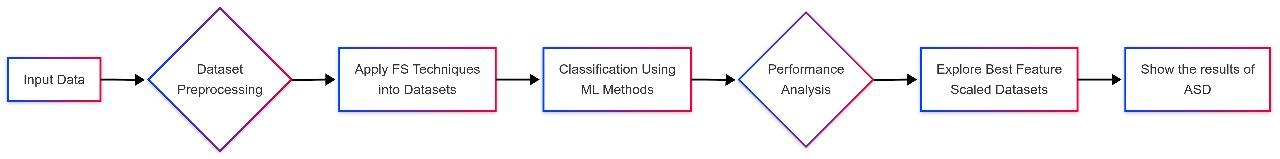 Input Data
Dataset
Preprocessing
Apply FS Techniques
into Datasets
Classification Using
ML Methods
Performance
Analysis
Explore Best Feature
Scaled Datasets
Show the results of
ASD